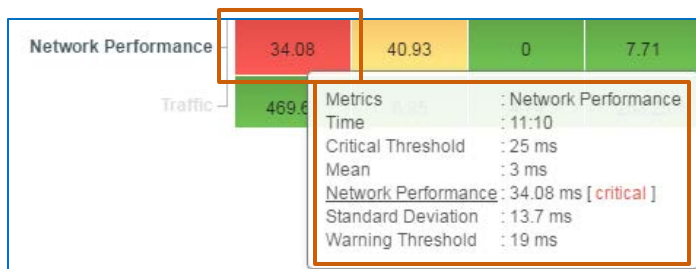 Network Performance 34.08 40.93 0 7.71
Traffic 469.6
Metrics : Network Performance
Time : 11:10
Critical Threshold : 25 ms
Mean : 3 ms
Network Performance : 34.08 ms [ critical ]
Standard Deviation : 13.7 ms
Warning Threshold : 19 ms